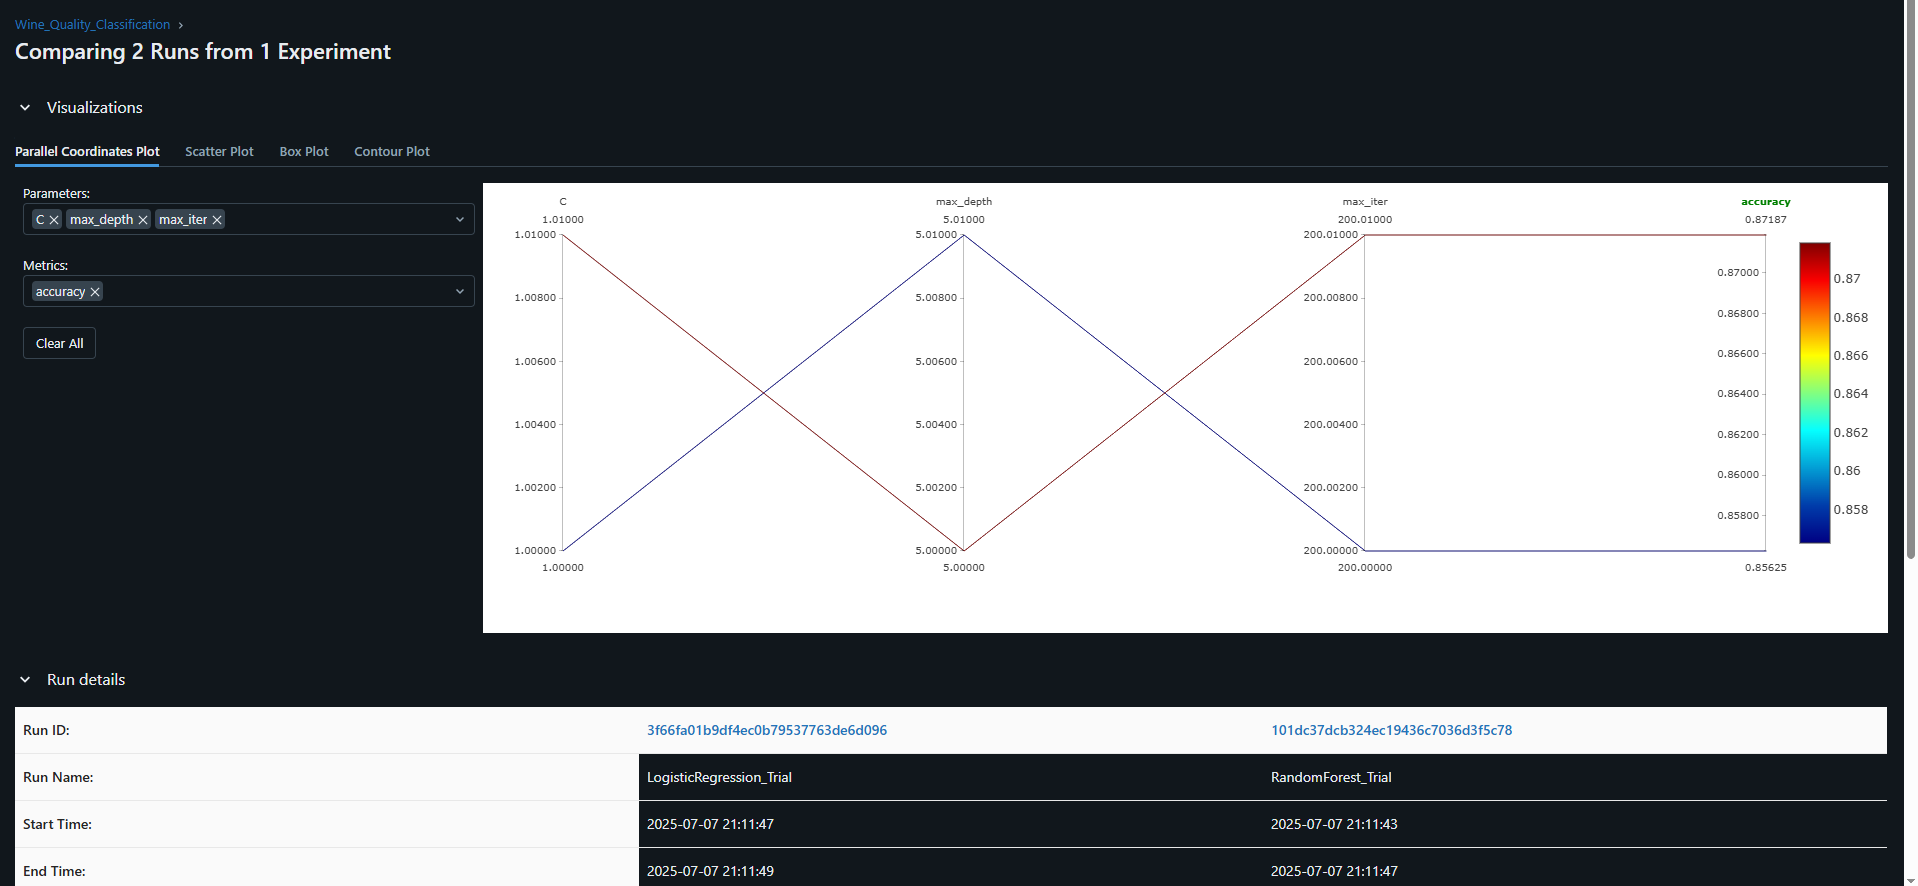 Wine_Quality_Classification ›
Comparing 2 Runs from 1 Experiment
Visualizations
Parallel Coordinates Plot Scatter Plot Box Plot Contour Plot
Parameters:
C × max_depth × max_iter ×
Metrics:
accuracy ×
Clear All
C max_depth max_iter accuracy
1.01000 5.01000 200.01000 0.87187
1.01000 5.01000 200.01000
0.87000 0.87
1.00800 5.00800 200.00800
0.86800 0.868
1.00600 5.00600 200.00600 0.86600 0.866
0.86400 0.864
1.00400 5.00400 200.00400
0.86200 0.862
0.86000 0.86
1.00200 5.00200 200.00200
0.85800 0.858
1.00000 5.00000 200.00000
1.00000 5.00000 200.00000 0.85625
Run details
Run ID: 3f66fa01b9df4ec0b79537763de6d096 101dc37dcb324ec19436c7036d3f5c78
Run Name: LogisticRegression_Trial RandomForest_Trial
Start Time: 2025-07-07 21:11:47 2025-07-07 21:11:43
End Time: 2025-07-07 21:11:49 2025-07-07 21:11:47